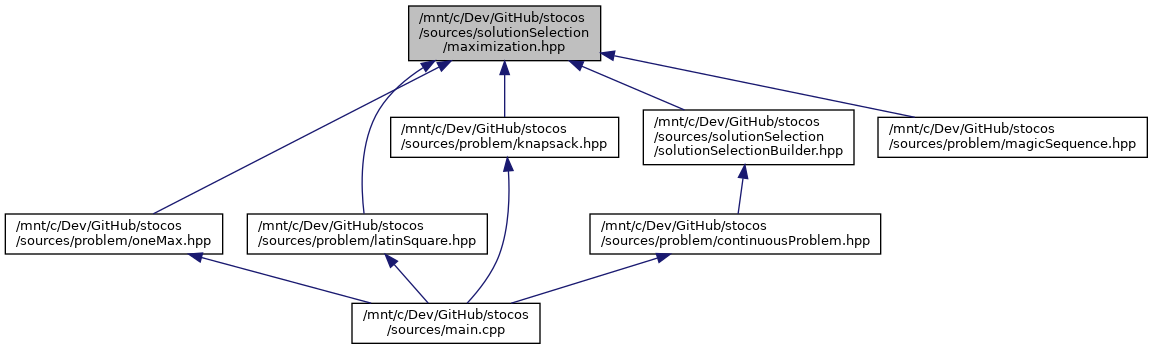 /mnt/c/Dev/GitHub/stocos
/sources/solutionSelection
/maximization.hpp
/mnt/c/Dev/GitHub/stocos
/sources/problem/knapsack.hpp
/mnt/c/Dev/GitHub/stocos
/sources/solutionSelection
/solutionSelectionBuilder.hpp
/mnt/c/Dev/GitHub/stocos
/sources/problem/magicSequence.hpp
/mnt/c/Dev/GitHub/stocos
/sources/problem/oneMax.hpp
/mnt/c/Dev/GitHub/stocos
/sources/problem/latinSquare.hpp
/mnt/c/Dev/GitHub/stocos
/sources/problem/continuousProblem.hpp
/mnt/c/Dev/GitHub/stocos
/sources/main.cpp